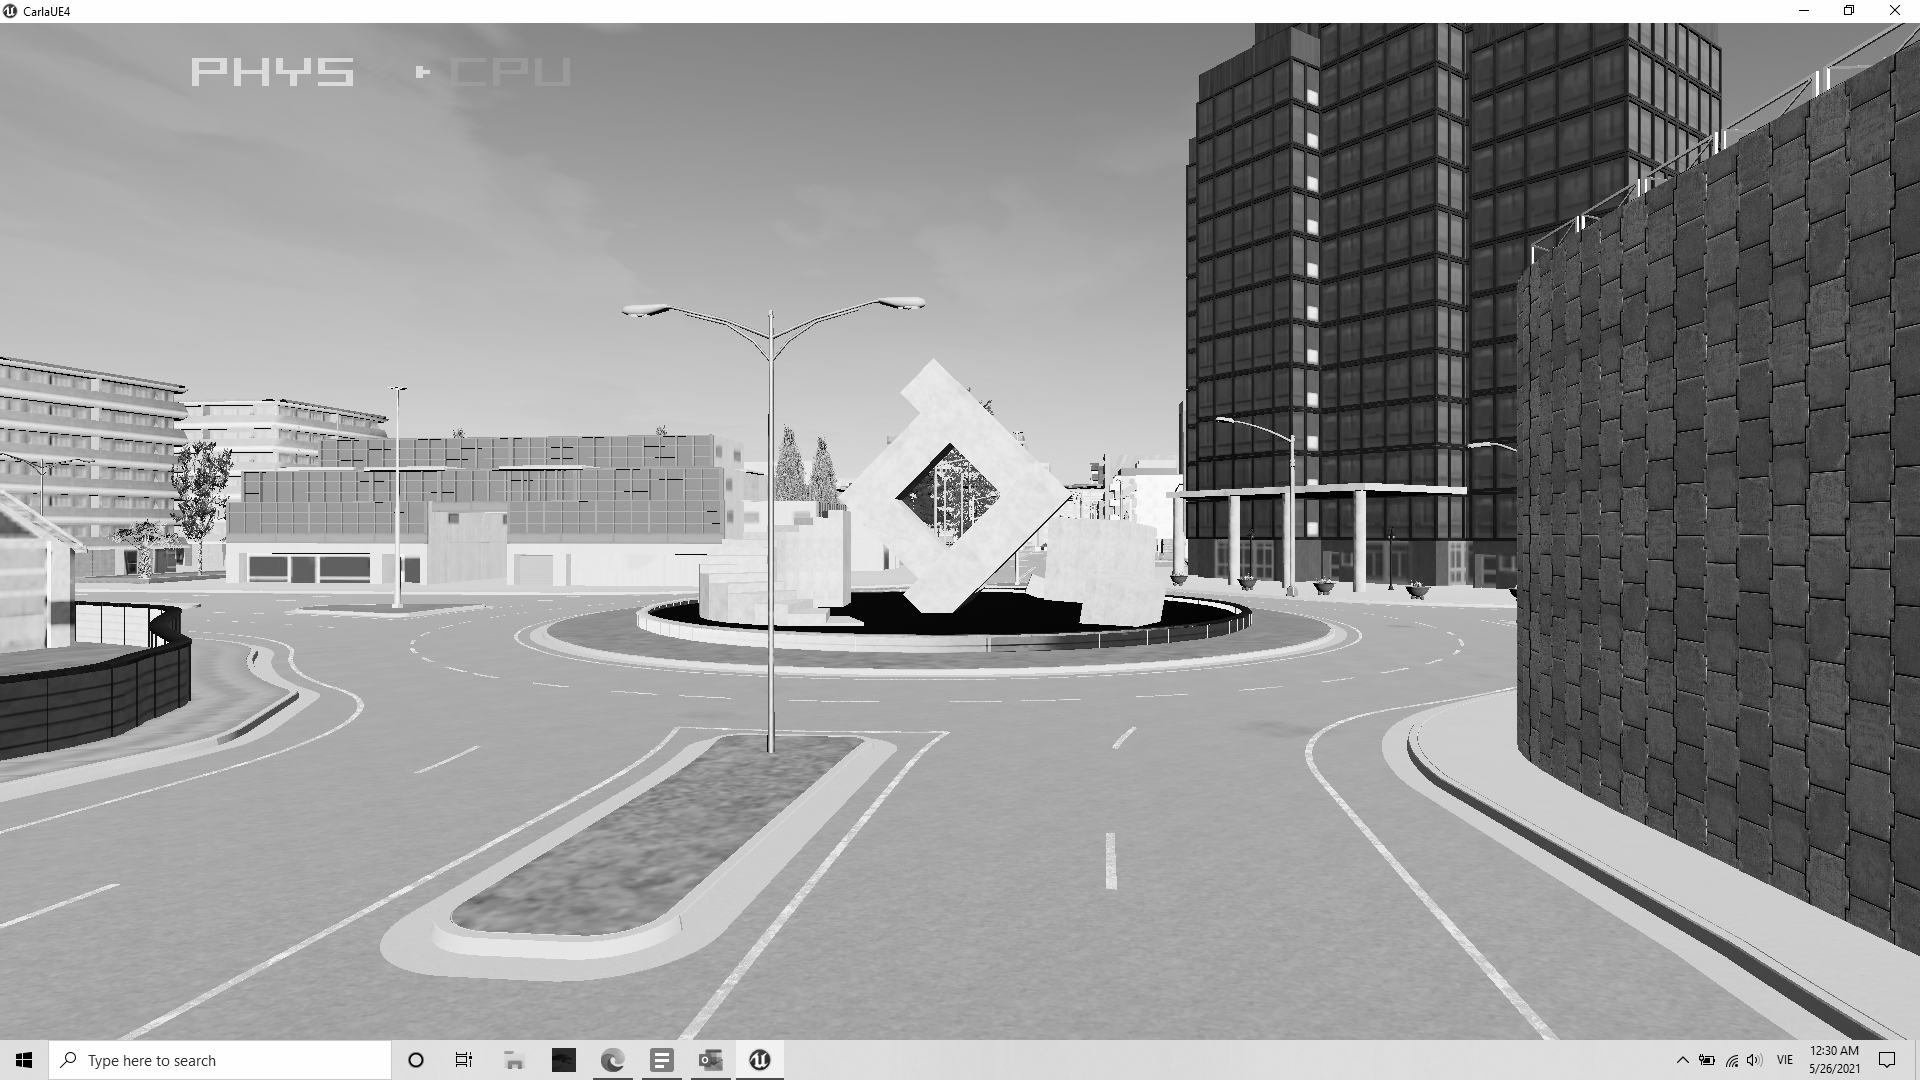 CarlaUE4
PHYS CPU
Type here to search
VIE
12:30 AM
5/26/2021